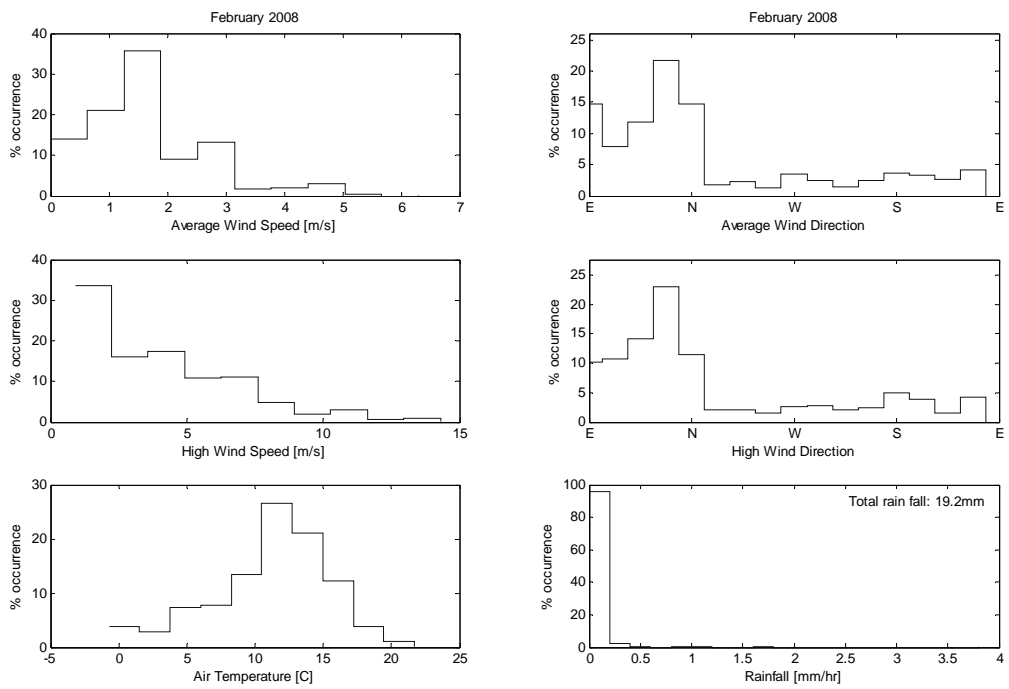 February 2008
40
30
20
10
0
% occurrence
0 1 2 3 4 5 6 7
Average Wind Speed [m/s]
February 2008
25
20
15
10
5
0
% occurrence
E N W S E
Average Wind Direction
40
30
20
10
0
% occurrence
0 5 10 15
High Wind Speed [m/s]
25
20
15
10
5
0
% occurrence
E N W S E
High Wind Direction
30
20
10
0
% occurrence
-5 0 5 10 15 20 25
Air Temperature [C]
100
80
60
40
20
0
% occurrence
Total rain fall: 19.2mm
0 0.5 1 1.5 2 2.5 3 3.5 4
Rainfall [mm/hr]